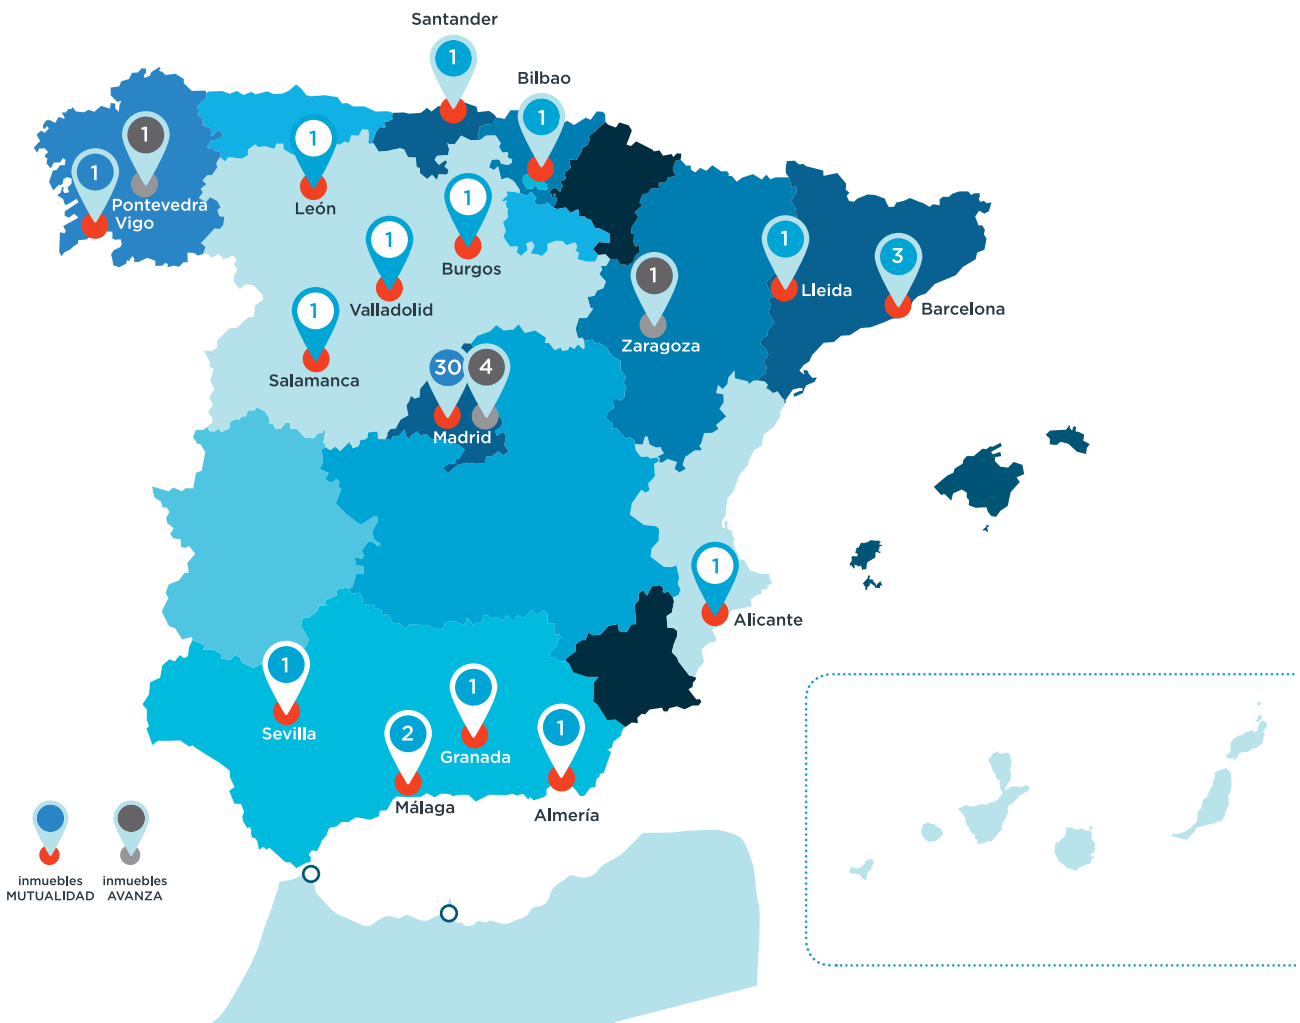 Santander
1
Bilbao
1
1
1
1
Pontevedra
Vigo
1
León
1
Burgos
1
Valladolid
1
Salamanca
1
Zaragoza
1
Lleida
3
Barcelona
30
4
Madrid
1
Alicante
1
Sevilla
2
Málaga
1
Granada
1
Almería
inmuebles
MUTUALIDAD
inmuebles
AVANZA